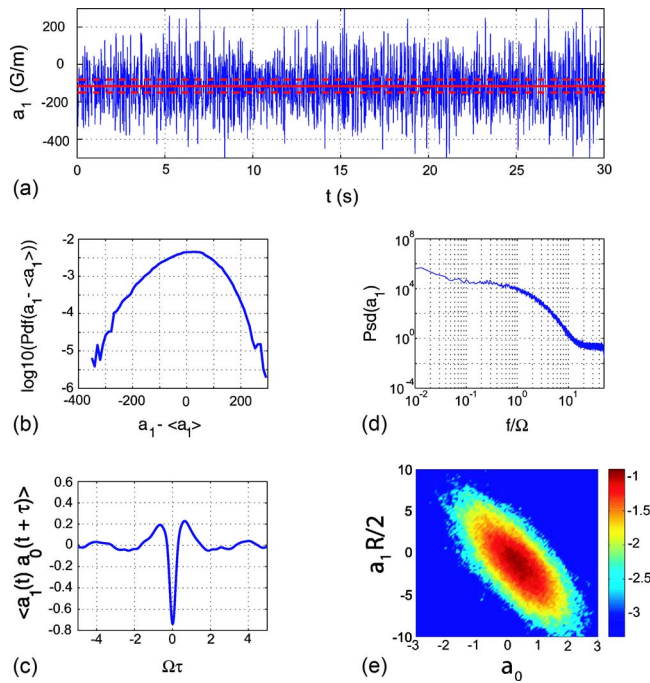 a1 (G/m)
200
0
-200
-400
0 5 10 15 20 25 30
t (s)
(a)
log10(Pdf(a1- <a1>))
-2
-3
-4
-5
-6
-400 -200 0 200
a1- <a1>
(b)
Psd(a1)
10^8
10^4
10^0
10^-4
10^-2 10^-1 10^0 10^1
f/Ω
(d)
<a1(t) a0(t + τ)>
0.6
0.4
0.2
0
-0.2
-0.4
-0.6
-0.8
-4 -2 0 2 4
Ωτ
(c)
a1 R/2
10
5
0
-5
-10
-3 -2 -1 0 1 2 3
a0
-1
-1.5
-2
-2.5
-3
(e)